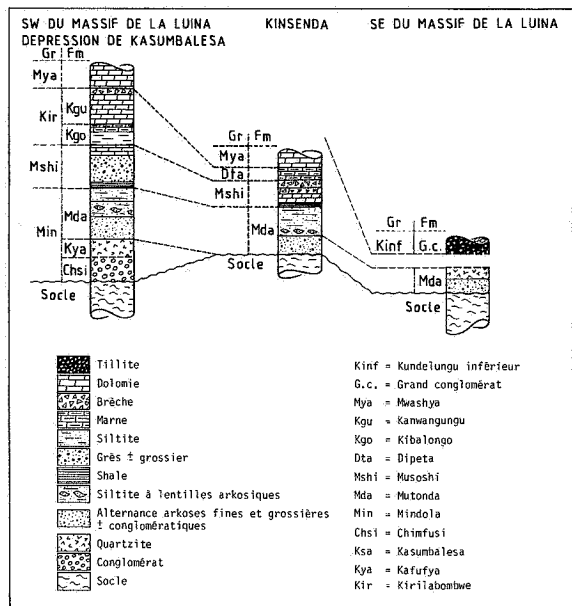 SW DU MASSIF DE LA LUINA
DEPRESSION DE KASUMBALESA
KINSENDA
SE DU MASSIF DE LA LUINA
Gr Fm
Mya
Kir
Kgu
Kgo
Mshi
Min
Mda
Kya
Chsi
Socle
Gr Fm
Mya
Dta
Mshi
Mda
Socle
Gr Fm
Kinf G.c.
Mda
Socle
Tillite
Dolomie
Brêche
Marne
Siltite
Grès ± grossier
Shale
Siltite à lentilles arkosiques
Alternance arkoses fines et grossières
± conglomératiques
Quartzite
Conglomérat
Socle
Kinf = Kundelungu inférieur
G.c. = Grand conglomérat
Mya = Mwashya
Kgu = Kanwangungu
Kgo = Kibalongo
Dta = Dipeta
Mshi = Musoshi
Mda = Mutonda
Min = Mindola
Chsi = Chimfusi
Ksa = Kasumbalesa
Kya = Kafufya
Kir = Kirilabombwe